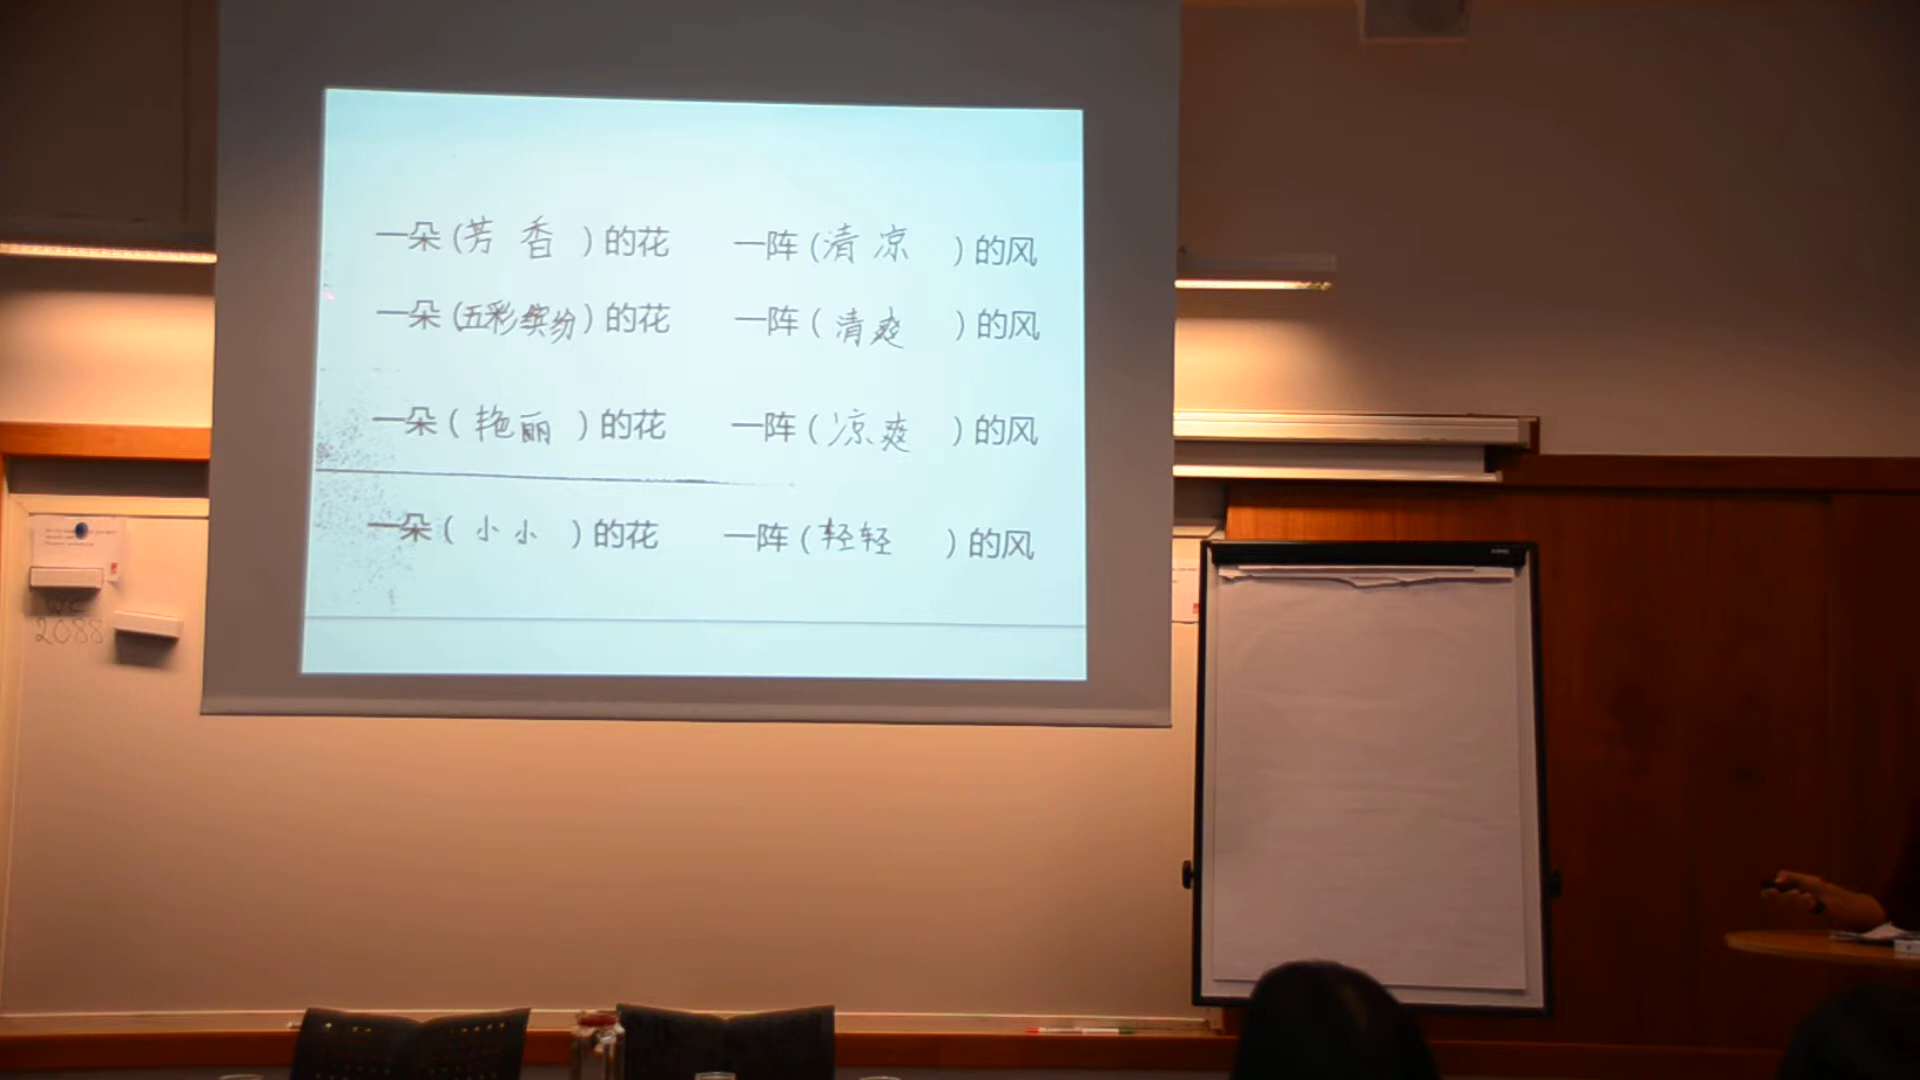 一朵(芳香)的花 一阵(清凉)的风
一朵(五彩缤纷)的花 一阵(清爽)的风
一朵(艳丽)的花 一阵(凉爽)的风
一朵(小小)的花 一阵(轻轻)的风
WC
2088